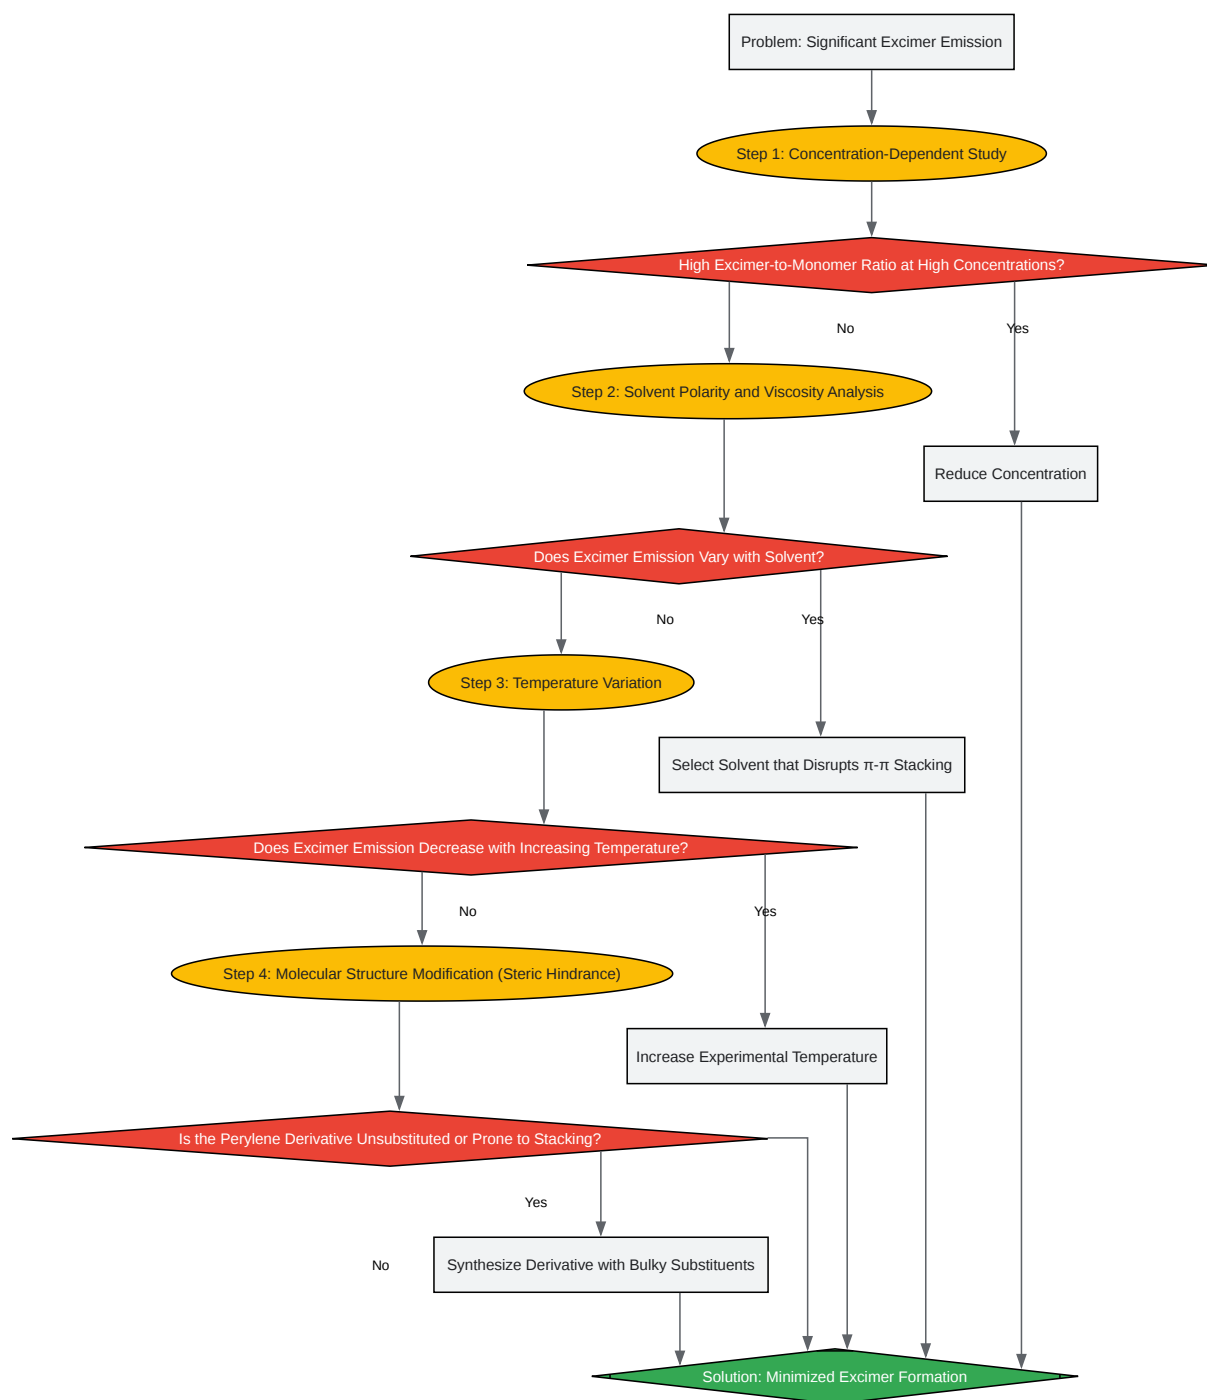 Problem: Significant Excimer Emission
Step 1: Concentration-Dependent Study
High Excimer-to-Monomer Ratio at High Concentrations?
No
Yes
Step 2: Solvent Polarity and Viscosity Analysis
Reduce Concentration
Does Excimer Emission Vary with Solvent?
No
Yes
Step 3: Temperature Variation
Select Solvent that Disrupts π-π Stacking
Does Excimer Emission Decrease with Increasing Temperature?
No
Yes
Step 4: Molecular Structure Modification (Steric Hindrance)
Increase Experimental Temperature
Is the Perylene Derivative Unsubstituted or Prone to Stacking?
Yes
No
Synthesize Derivative with Bulky Substituents
Solution: Minimized Excimer Formation